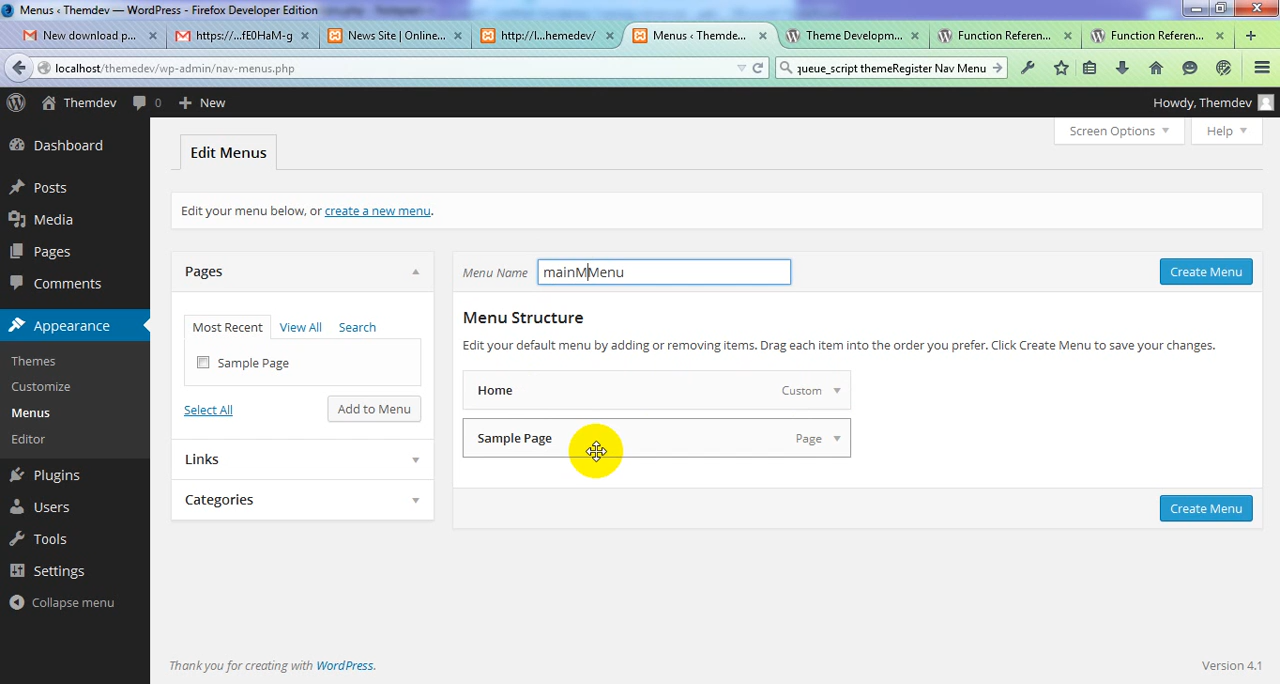 Menus ‹ Themdev — WordPress - Firefox Developer Edition
New download p... × https://...fE0HaM-g × News Site | Online... × http://l...hemedev/ × Menus ‹ Themde... × Theme Developm... × Function Referen... × Function Referen... × +
localhost/themedev/wp-admin/nav-menus.php
queue_script themeRegister Nav Menu
Themdev 0 + New Howdy, Themdev
Screen Options Help
Dashboard
Posts
Media
Pages
Comments
Appearance
Themes
Customize
Menus
Editor
Plugins
Users
Tools
Settings
Collapse menu
Edit Menus
Edit your menu below, or create a new menu.
Pages
Most Recent View All Search
Sample Page
Select All Add to Menu
Links
Categories
Menu Name mainMMenu Create Menu
Menu Structure
Edit your default menu by adding or removing items. Drag each item into the order you prefer. Click Create Menu to save your changes.
Home Custom
Sample Page Page
Create Menu
Thank you for creating with WordPress. Version 4.1